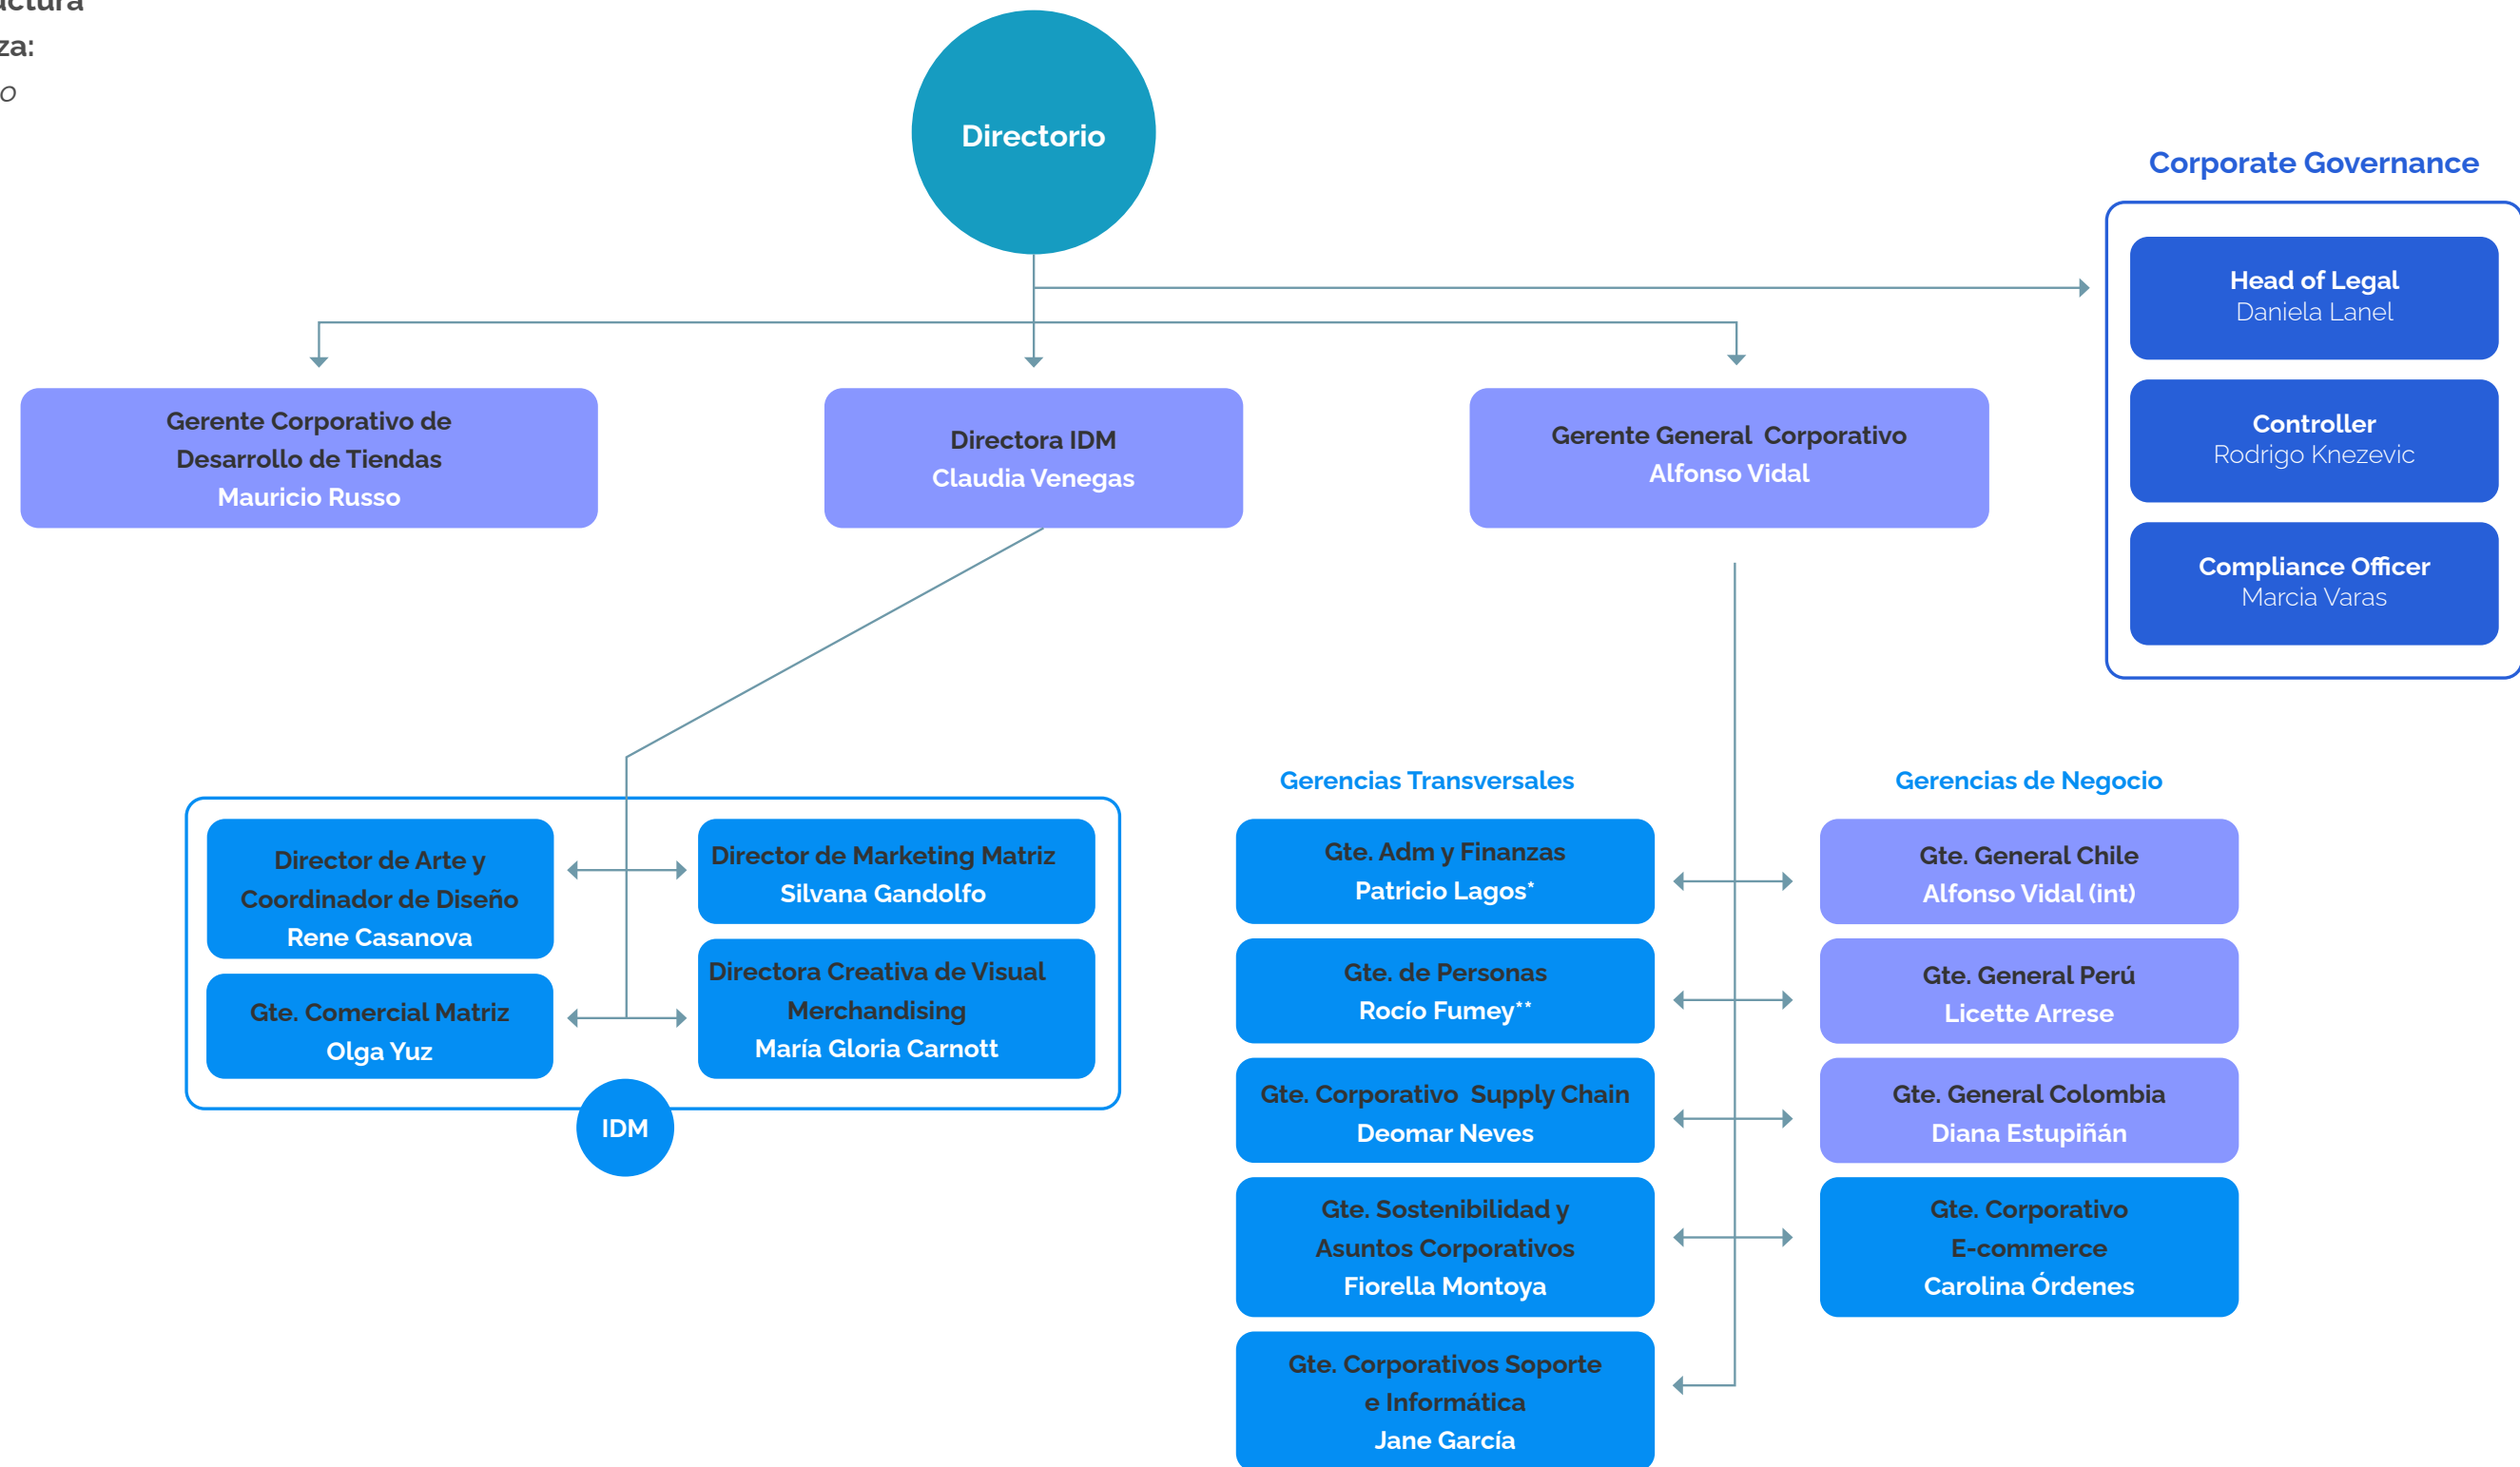 za:
Directorio
Corporate Governance
Head of Legal
Daniela Lanel
Controller
Rodrigo Knezevic
Compliance Officer
Marcia Varas
Gerente Corporativo de
Desarrollo de Tiendas
Mauricio Russo
Directora IDM
Claudia Venegas
Gerente General  Corporativo
Alfonso Vidal
Director de Arte y
Coordinador de Diseño
Rene Casanova
Gte. Comercial Matriz
Olga Yuz
Director de Marketing Matriz
Silvana Gandolfo
Directora Creativa de Visual
Merchandising
María Gloria Carnott
IDM
Gerencias Transversales
Gte. Adm y Finanzas
Patricio Lagos*
Gte. de Personas
Rocío Fumey**
Gte. Corporativo  Supply Chain
Deomar Neves
Gte. Sostenibilidad y
Asuntos Corporativos
Fiorella Montoya
Gte. Corporativos Soporte
e Informática
Jane García
Gerencias de Negocio
Gte. General Chile
Alfonso Vidal (int)
Gte. General Perú
Licette Arrese
Gte. General Colombia
Diana Estupiñán
Gte. Corporativo
E-commerce
Carolina Órdenes